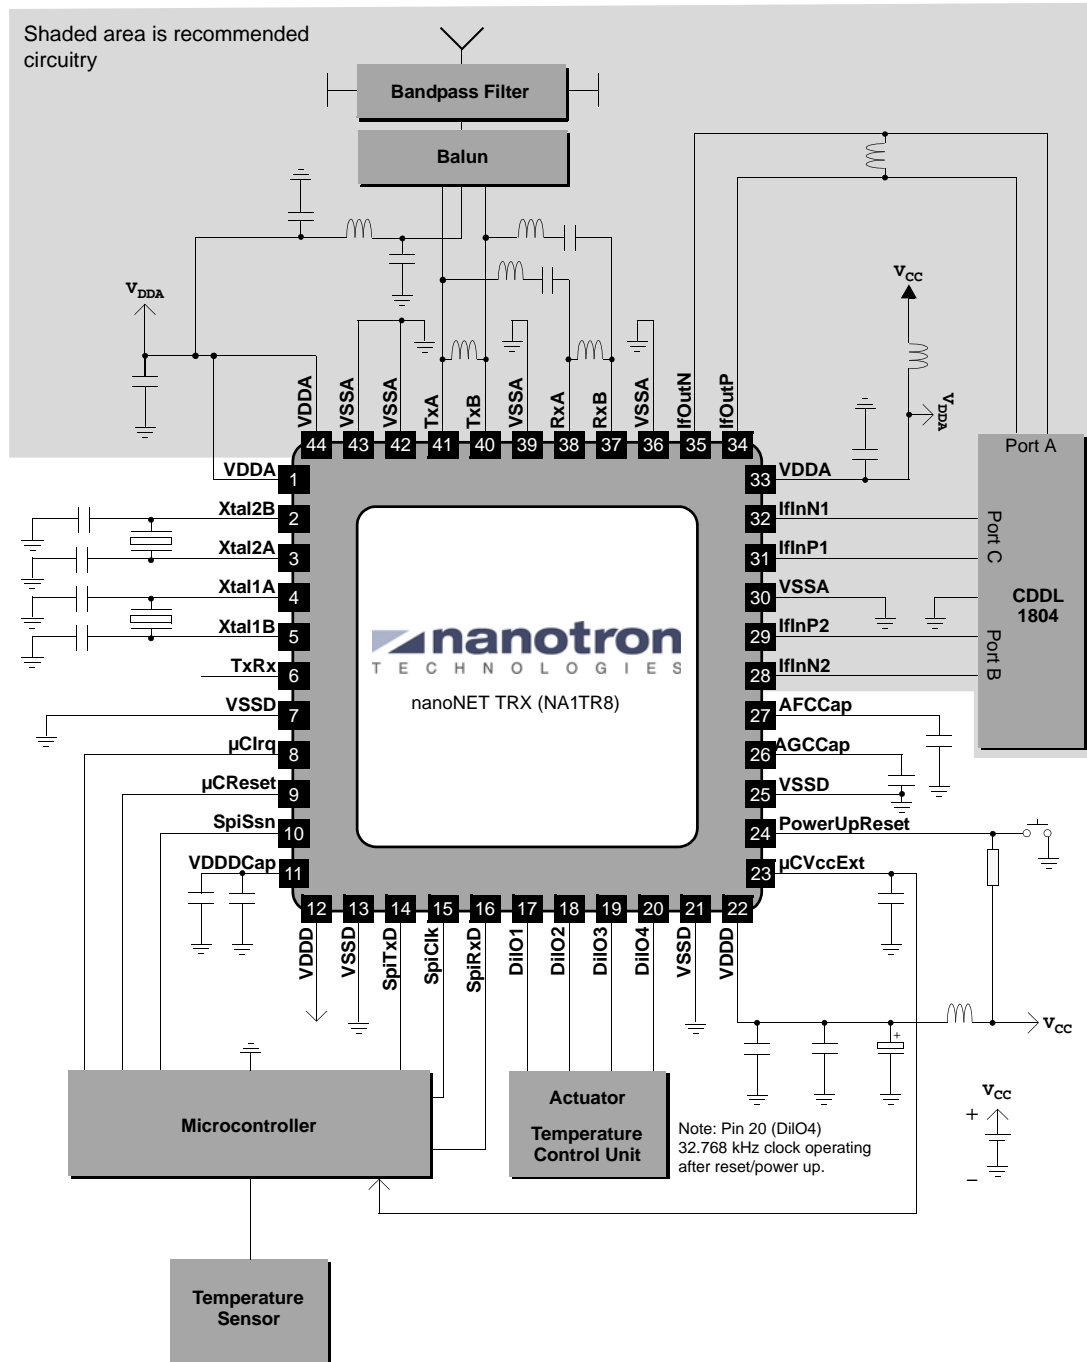 Shaded area is recommended
circuitry
Bandpass Filter
Balun
VDDA
VCC
VDDA
VDDA
VSSA
VSSA
TxA
TxB
VSSA
RxA
RxB
VSSA
IfOutN
IfOutP
44
43
42
41
40
39
38
37
36
35
34
Port A
Port C
CDDL
1804
Port B
VDDA
1
Xtal2B
2
Xtal2A
3
Xtal1A
4
Xtal1B
5
TxRx
6
VSSD
7
µCIrq
8
µCReset
9
SpiSsn
10
VDDDCap
11
33
VDDA
32
IfInN1
31
IfInP1
30
VSSA
29
IfInP2
28
IfInN2
27
AFCCap
26
AGCCap
25
VSSD
24
PowerUpReset
23
µCVccExt
nanotron
TECHNOLOGIES
nanoNET TRX (NA1TR8)
12
13
14
15
16
17
18
19
20
21
22
VDDD
VSSD
SpiTxD
SpiClk
SpiRxD
DiIO1
DiIO2
DiIO3
DiIO4
VSSD
VDDD
+
VCC
Microcontroller
Actuator
Temperature
Control Unit
Note: Pin 20 (DiIO4)
32.768 kHz clock operating
after reset/power up.
VCC
+
–
Temperature
Sensor